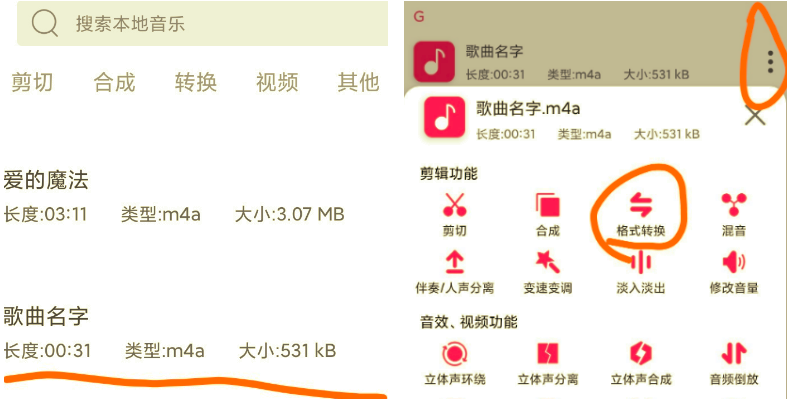 搜索本地音乐
剪切 合成 转换 视频 其他
爱的魔法
长度:03:11 类型:m4a 大小:3.07 MB
歌曲名字
长度:00:31 类型:m4a 大小:531 kB
G
歌曲名字
长度:00:31 类型:m4a 大小:531 kB
歌曲名字.m4a
长度:00:31 类型:m4a 大小:531 kB
剪辑功能
剪切 合成 格式转换 混音
伴奏/人声分离 变速变调 淡入淡出 修改音量
音效、视频功能
立体声环绕 立体声分离 立体声合成 音频倒放